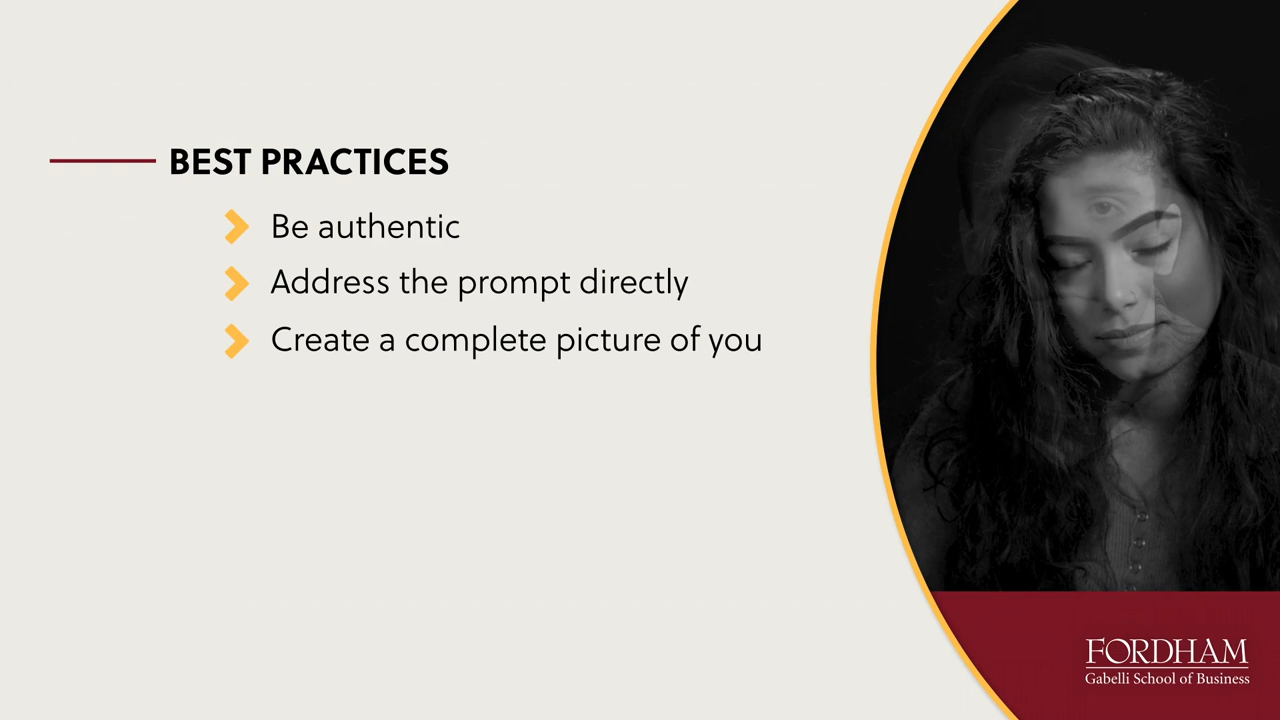 BEST PRACTICES
Be authentic
Address the prompt directly
Create a complete picture of you
FORDHAM
Gabelli School of Business